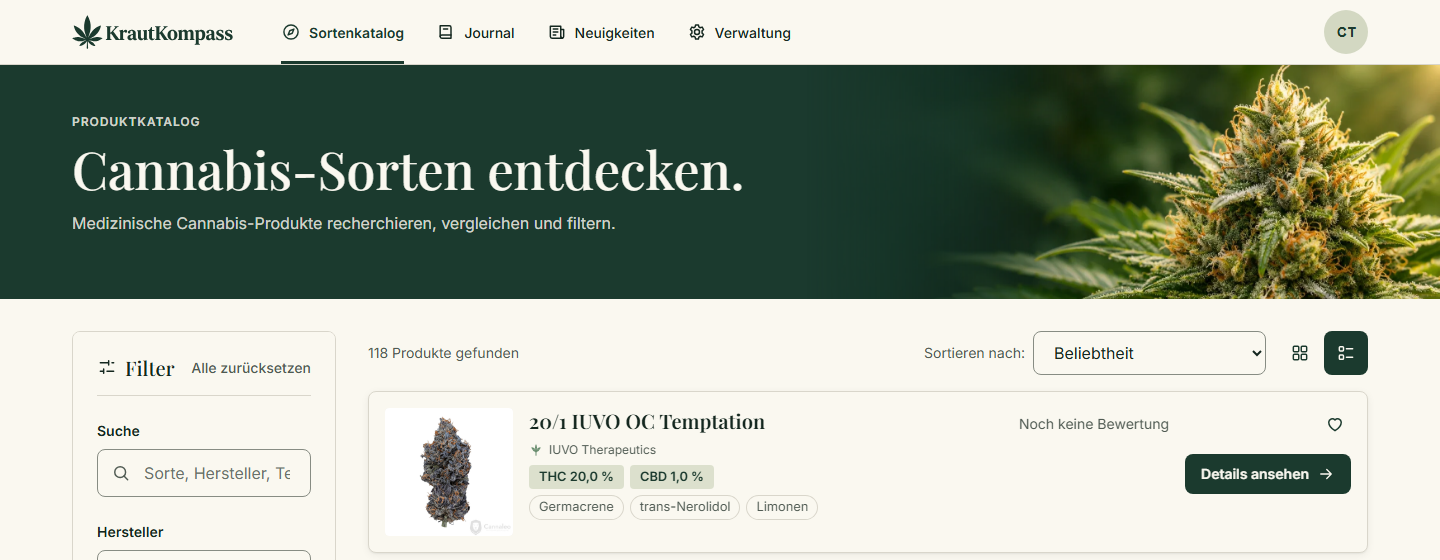 KrautKompass
Sortenkatalog
Journal
Neuigkeiten
Verwaltung
CT
PRODUKTKATALOG
Cannabis-Sorten entdecken.
Medizinische Cannabis-Produkte recherchieren, vergleichen und filtern.
Filter
Alle zurücksetzen
Suche
Sorte, Hersteller, Te
Hersteller
118 Produkte gefunden
Sortieren nach:
Beliebtheit
20/1 IUVO OC Temptation
Noch keine Bewertung
IUVO Therapeutics
THC 20,0 %
CBD 1,0 %
Details ansehen
Germacrene
trans-Nerolidol
Limonen